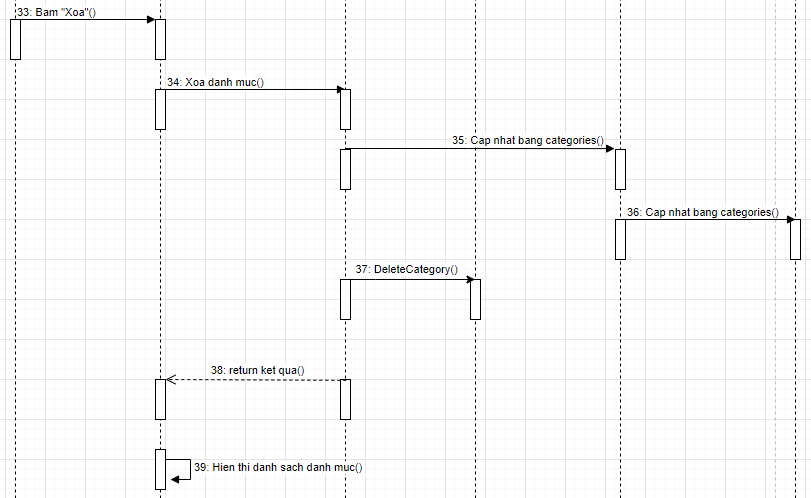 33: Bam "Xoa"()
34: Xoa danh muc()
35: Cap nhat bang categories()
36: Cap nhat bang categories()
37: DeleteCategory()
38: return ket qua()
39: Hien thi danh sach danh muc()